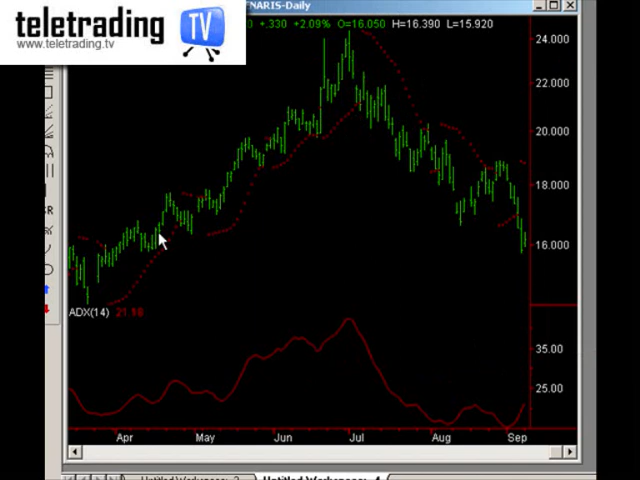 teletrading TV
www.teletrading.tv
NARIS-Daily
+.330 +2.09% O=16.050 H=16.390 L=15.920
24.000
22.000
20.000
18.000
16.000
SR
ADX(14)
35.00
25.00
Apr May Jun Jul Aug Sep